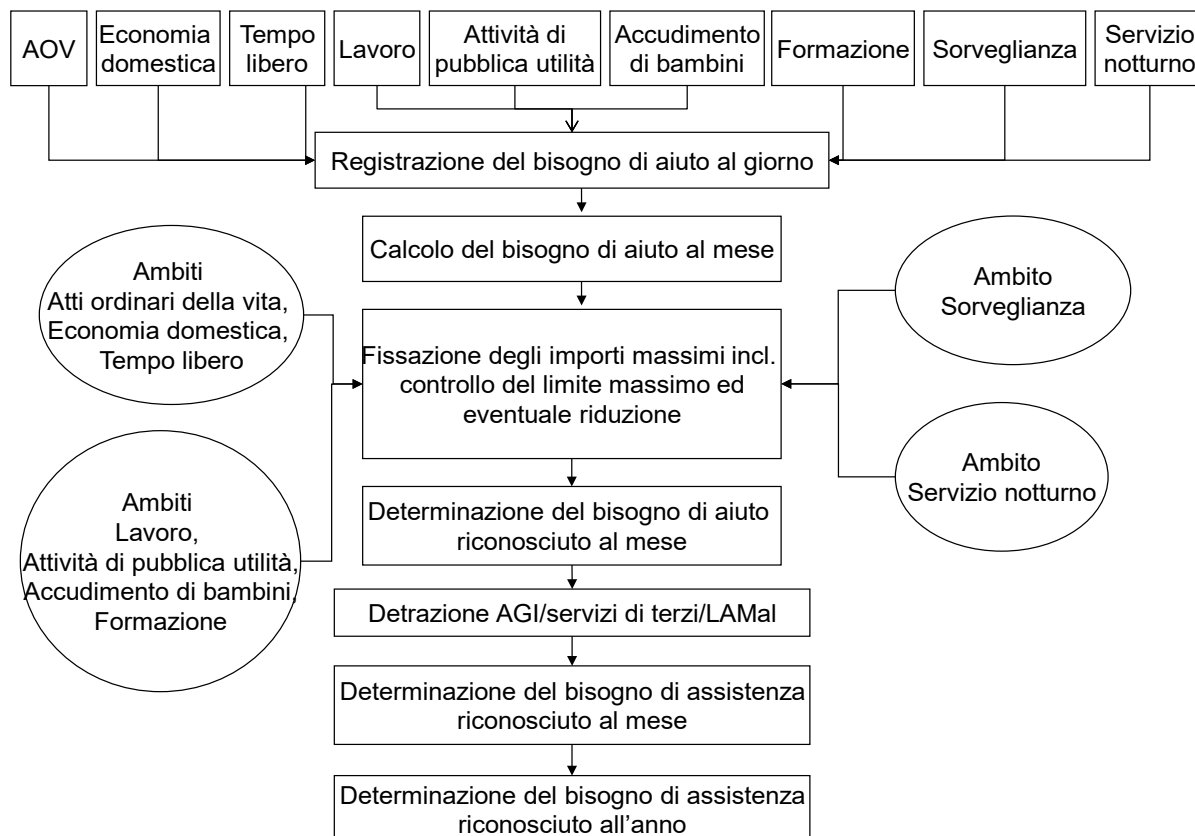 AOV
Economia
domestica
Tempo
libero
Lavoro
Attività di
pubblica utilità
Accudimento
di bambini
Formazione
Sorveglianza
Servizio
notturno
Registrazione del bisogno di aiuto al giorno
Calcolo del bisogno di aiuto al mese
Ambiti
Atti ordinari della vita,
Economia domestica,
Tempo libero
Ambito
Sorveglianza
Fissazione degli importi massimi incl.
controllo del limite massimo ed
eventuale riduzione
Ambiti
Lavoro,
Attività di pubblica utilità,
Accudimento di bambini,
Formazione
Ambito
Servizio notturno
Determinazione del bisogno di aiuto
riconosciuto al mese
Detrazione AGI/servizi di terzi/LAMal
Determinazione del bisogno di assistenza
riconosciuto al mese
Determinazione del bisogno di assistenza
riconosciuto all'anno